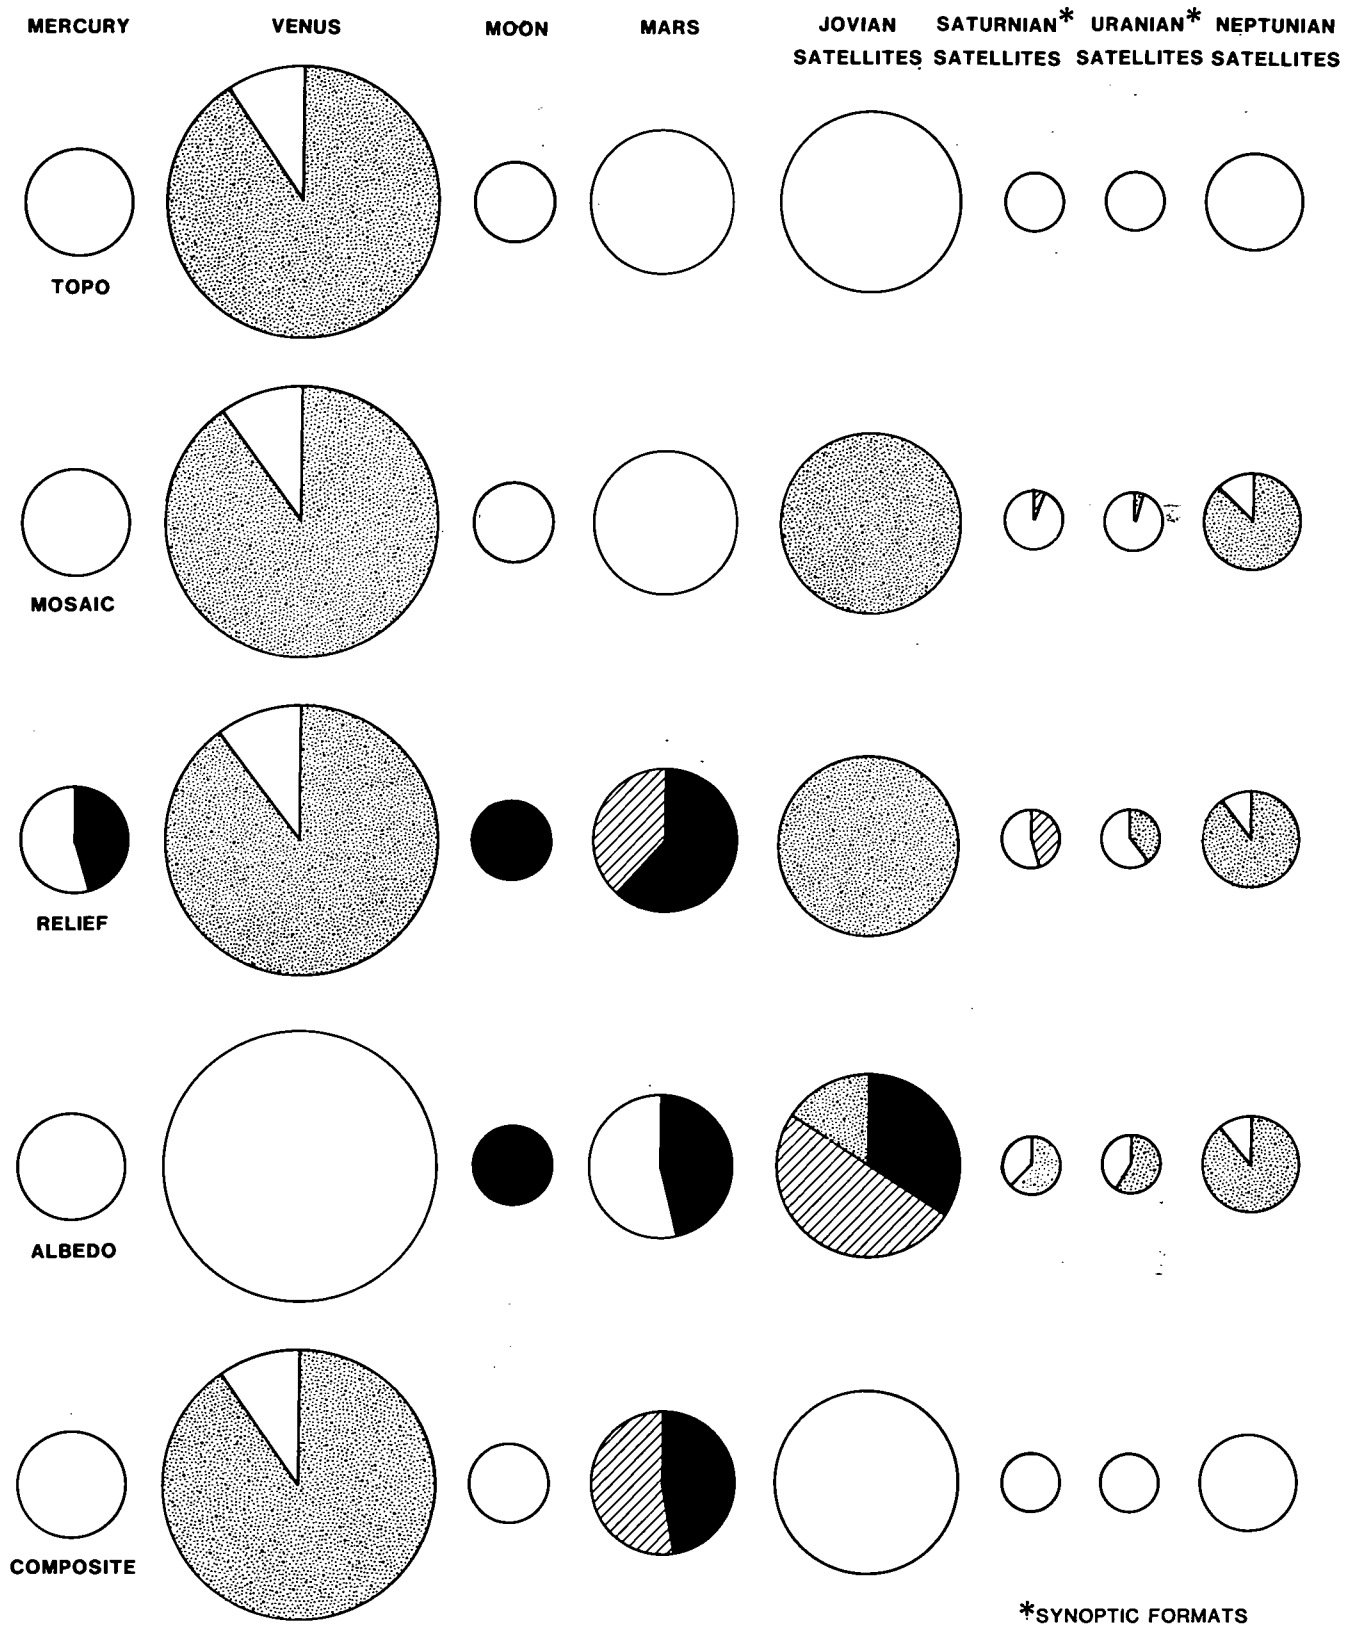 MERCURY VENUS MOON MARS JOVIAN SATELLITES SATURNIAN* SATELLITES URANIAN* SATELLITES NEPTUNIAN SATELLITES
TOPO
MOSAIC
RELIEF
ALBEDO
COMPOSITE
*SYNOPTIC FORMATS